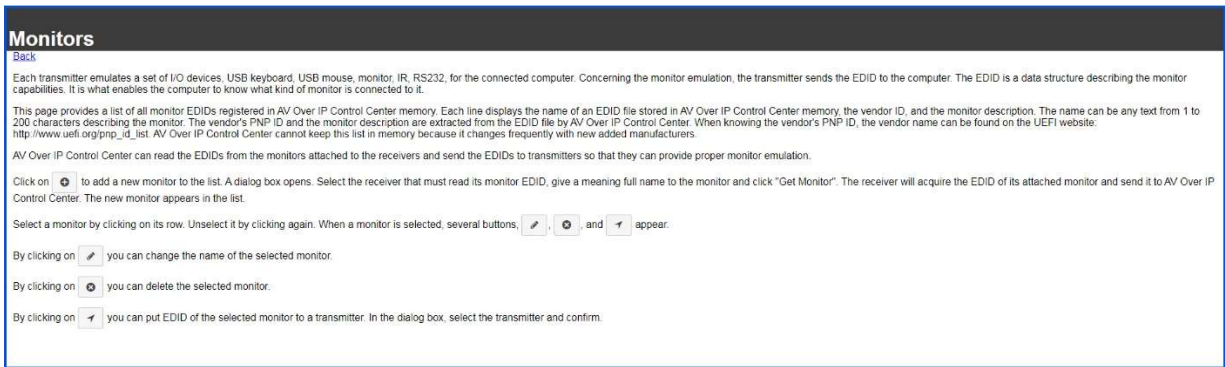 Monitors
Back
Each transmitter emulates a set of I/O devices, USB keyboard, USB mouse, monitor, IR, RS232, for the connected computer. Concerning the monitor emulation, the transmitter sends the EDID to the computer. The EDID is a data structure describing the monitor
capabilities. It is what enables the computer to know what kind of monitor is connected to it.
This page provides a list of all monitor EDIDs registered in AV Over IP Control Center memory. Each line displays the name of an EDID file stored in AV Over IP Control Center memory, the vendor ID, and the monitor description. The name can be any text from 1 to
200 characters describing the monitor. The vendor's PNP ID and the monitor description are extracted from the EDID file by AV Over IP Control Center. When knowing the vendor's PNP ID, the vendor name can be found on the UEFI website:
http://www.uefi.org/pnp_id_list. AV Over IP Control Center cannot keep this list in memory because it changes frequently with new added manufacturers.
AV Over IP Control Center can read the EDIDs from the monitors attached to the receivers and send the EDIDs to transmitters so that they can provide proper monitor emulation.
Click on to add a new monitor to the list. A dialog box opens. Select the receiver that must read its monitor EDID, give a meaning full name to the monitor and click "Get Monitor". The receiver will acquire the EDID of its attached monitor and send it to AV Over IP
Control Center. The new monitor appears in the list.
Select a monitor by clicking on its row. Unselect it by clicking again. When a monitor is selected, several buttons, , , and appear.
By clicking on you can change the name of the selected monitor.
By clicking on you can delete the selected monitor.
By clicking on you can put EDID of the selected monitor to a transmitter. In the dialog box, select the transmitter and confirm.